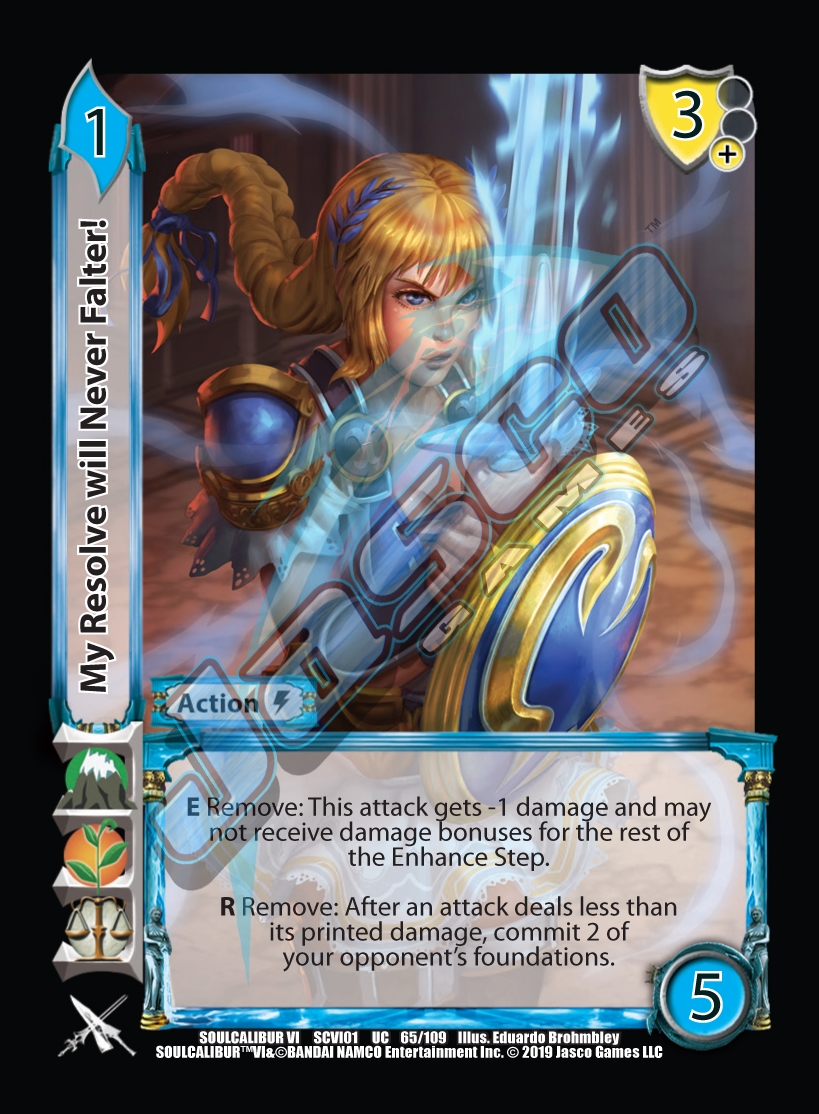 1
3
+
My Resolve will Never Falter!
JASCO
GAMES
™
Action
E Remove: This attack gets -1 damage and may
not receive damage bonuses for the rest of
the Enhance Step.
R Remove: After an attack deals less than
its printed damage, commit 2 of
your opponent's foundations.
5
SOULCALIBUR VI SCVI01 UC 65/109 Illus. Eduardo Brohmbley
SOULCALIBUR™VI&©BANDAI NAMCO Entertainment Inc. © 2019 Jasco Games LLC